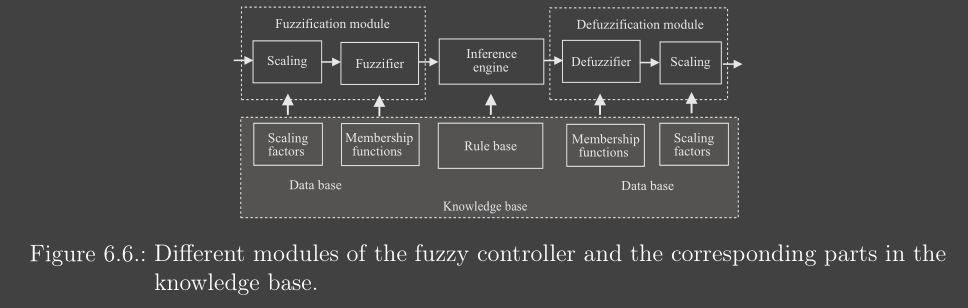 Fuzzification module
Defuzzification module
Scaling
Fuzzifier
Inference
engine
Defuzzifier
Scaling
Scaling
factors
Membership
functions
Rule base
Membership
functions
Scaling
factors
Data base
Data base
Knowledge base
Figure 6.6.: Different modules of the fuzzy controller and the corresponding parts in the
knowledge base.